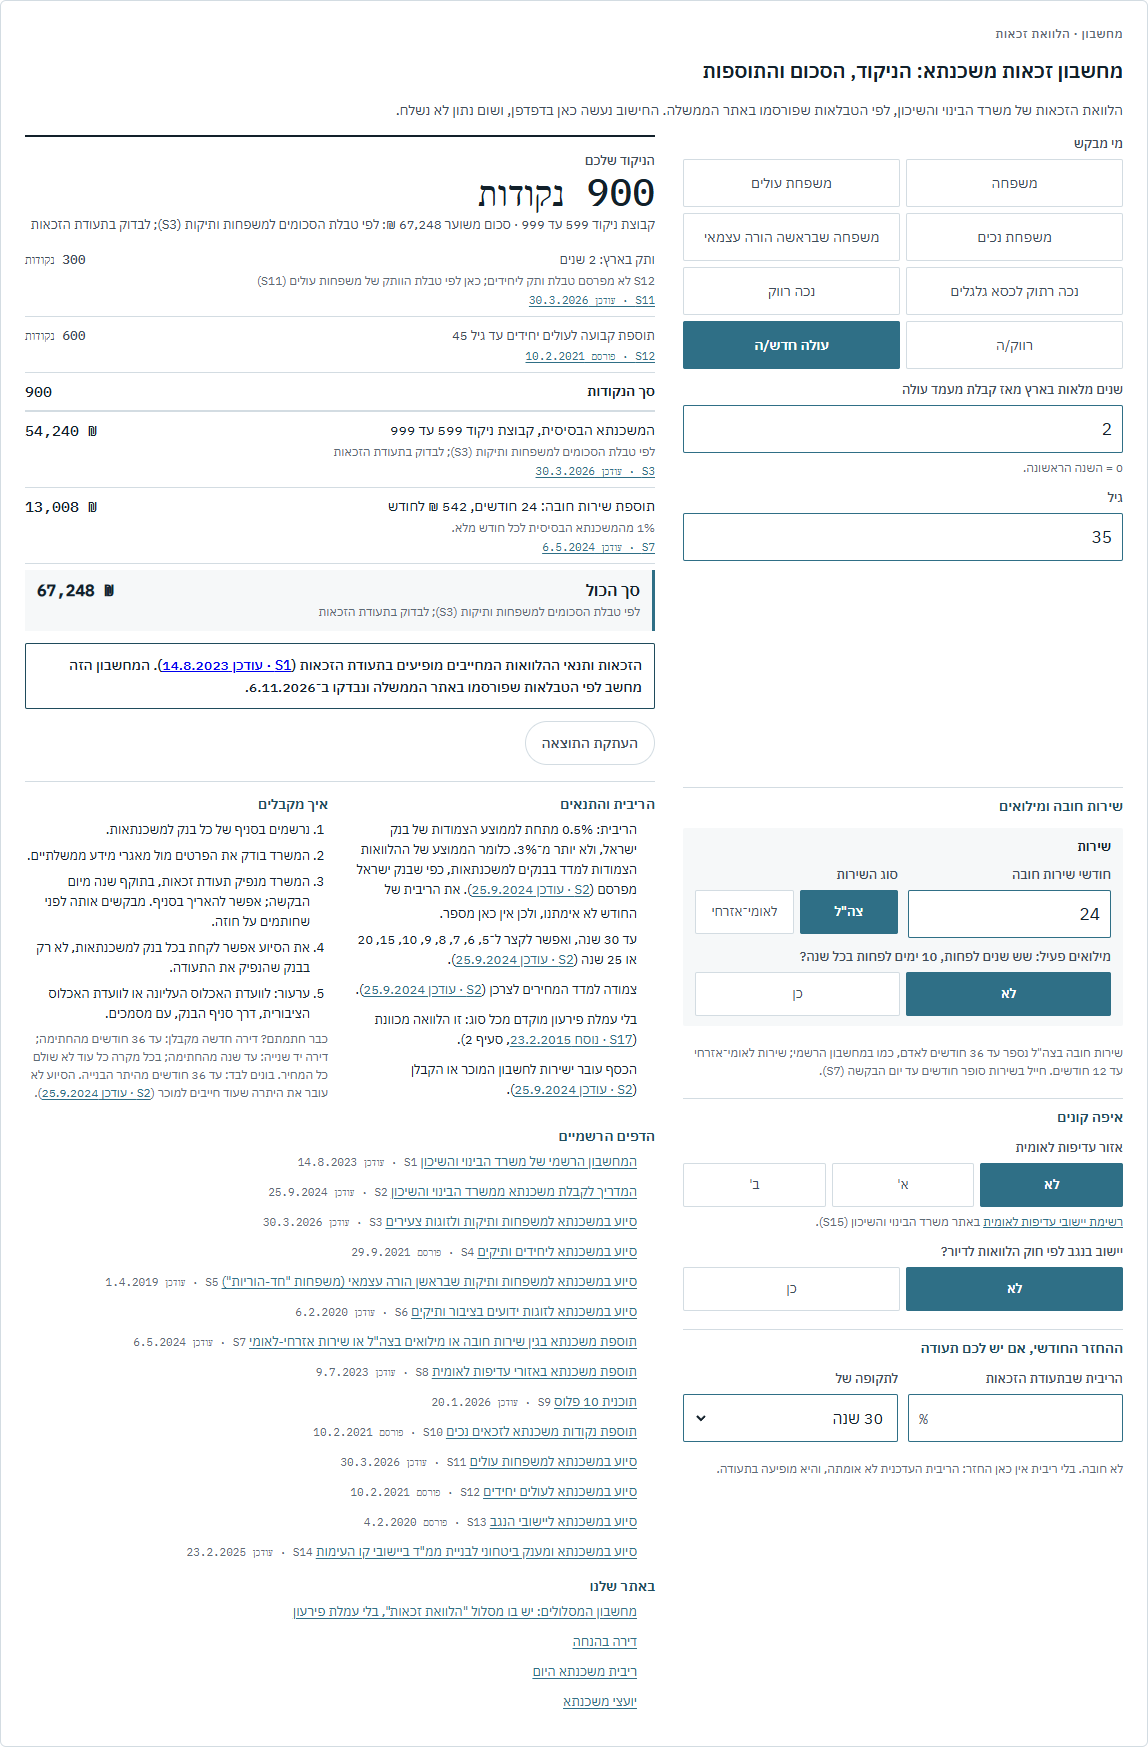 מחשבון · הלוואת זכאות
מחשבון זכאות משכנתא: הניקוד, הסכום והתוספות
הלוואת הזכאות של משרד הבינוי והשיכון, לפי הטבלאות שפורסמו באתר הממשלה. החישוב נעשה כאן בדפדפן, ושום נתון לא נשלח.
מי מבקש
משפחה
משפחת עולים
משפחת נכים
משפחה שבראשה הורה עצמאי
נכה רתוק לכסא גלגלים
נכה רווק
רווק/ה
עולה חדש/ה
שנים מלאות בארץ מאז קבלת מעמד עולה
2
0 = השנה הראשונה.
גיל
35
הניקוד שלכם
900 נקודות
קבוצת ניקוד 599 עד 999 · סכום משוער 67,248 ₪: לפי טבלת הסכומים למשפחות ותיקות (S3); לבדוק בתעודת הזכאות
ותק בארץ: 2 שנים
300 נקודות
S12 לא מפרסם טבלת ותק ליחידים; כאן לפי טבלת הוותק של משפחות עולים (S11)
S11 · עודכן 30.3.2026
תוספת קבועה לעולים יחידים עד גיל 45
600 נקודות
S12 · פורסם 10.2.2021
סך הנקודות
900
המשכנתא הבסיסית, קבוצת ניקוד 599 עד 999
54,240 ₪
לפי טבלת הסכומים למשפחות ותיקות (S3); לבדוק בתעודת הזכאות
S3 · עודכן 30.3.2026
תוספת שירות חובה: 24 חודשים, 542 ₪ לחודש
13,008 ₪
1% מהמשכנתא הבסיסית לכל חודש מלא.
S7 · עודכן 6.5.2024
סך הכול
67,248 ₪
לפי טבלת הסכומים למשפחות ותיקות (S3); לבדוק בתעודת הזכאות
הזכאות ותנאי ההלוואות המחייבים מופיעים בתעודת הזכאות (S1 · עודכן 14.8.2023). המחשבון הזה
מחשב לפי הטבלאות שפורסמו באתר הממשלה ונבדקו ב־6.11.2026.
העתקת התוצאה
שירות חובה ומילואים
שירות
חודשי שירות חובה
24
סוג השירות
צה"ל
לאומי־אזרחי
מילואים פעיל: שש שנים לפחות, 10 ימים לפחות בכל שנה?
לא
כן
שירות חובה בצה"ל נספר עד 36 חודשים לאדם, כמו במחשבון הרשמי; שירות לאומי־אזרחי
עד 12 חודשים. חייל בשירות סופר חודשים עד יום הבקשה (S7).
איפה קונים
אזור עדיפות לאומית
לא
א'
ב'
רשימת יישובי עדיפות לאומית באתר משרד הבינוי והשיכון (S15).
יישוב בנגב לפי חוק הלוואות לדיור?
לא
כן
ההחזר החודשי, אם יש לכם תעודה
הריבית שבתעודת הזכאות
%
לתקופה של
30 שנה
לא חובה. בלי ריבית אין כאן החזר: הריבית העדכנית לא אומתה, והיא מופיעה בתעודה.
הריבית והתנאים
הריבית: 0.5% מתחת לממוצע הצמודות של בנק
ישראל, ולא יותר מ־3%. כלומר הממוצע של ההלוואות
הצמודות למדד בבנקים למשכנתאות, כפי שבנק ישראל
מפרסם (S2 · עודכן 25.9.2024). את הריבית של
החודש לא אימתנו, ולכן אין כאן מספר.
עד 30 שנה, ואפשר לקצר ל־5, 6, 7, 8, 9, 10, 15, 20
או 25 שנה (S2 · עודכן 25.9.2024).
צמודה למדד המחירים לצרכן (S2 · עודכן 25.9.2024).
בלי עמלת פירעון מוקדם מכל סוג: זו הלוואה מכוונת
(S17 · נוסח 23.2.2015, סעיף 2).
הכסף עובר ישירות לחשבון המוכר או הקבלן
(S2 · עודכן 25.9.2024).
איך מקבלים
1. נרשמים בסניף של כל בנק למשכנתאות.
2. המשרד בודק את הפרטים מול מאגרי מידע ממשלתיים.
3. המשרד מנפיק תעודת זכאות, בתוקף שנה מיום
הבקשה; אפשר להאריך בסניף. מבקשים אותה לפני
שחותמים על חוזה.
4. את הסיוע אפשר לקחת בכל בנק למשכנתאות, לא רק
בבנק שהנפיק את התעודה.
5. ערעור: לוועדת האכלוס העליונה או לוועדת האכלוס
הציבורית, דרך סניף הבנק, עם מסמכים.
כבר חתמתם? דירה חדשה מקבלן: עד 36 חודשים מהחתימה;
דירה יד שנייה: עד שנה מהחתימה; בכל מקרה כל עוד לא שולם
כל המחיר. בונים לבד: עד 36 חודשים מהיתר הבנייה. הסיוע לא
עובר את היתרה שעוד חייבים למוכר (S2 · עודכן 25.9.2024).
הדפים הרשמיים
המחשבון הרשמי של משרד הבינוי והשיכון S1 · עודכן 14.8.2023
המדריך לקבלת משכנתא ממשרד הבינוי והשיכון S2 · עודכן 25.9.2024
סיוע במשכנתא למשפחות ותיקות ולזוגות צעירים S3 · עודכן 30.3.2026
סיוע במשכנתא ליחידים ותיקים S4 · פורסם 29.9.2021
סיוע במשכנתא למשפחות ותיקות שבראשן הורה עצמאי (משפחות "חד-הוריות") S5 · עודכן 1.4.2019
סיוע במשכנתא לזוגות ידועים בציבור ותיקים S6 · עודכן 6.2.2020
תוספת משכנתא בגין שירות חובה או מילואים בצה"ל או שירות אזרחי-לאומי S7 · עודכן 6.5.2024
תוספת משכנתא באזורי עדיפות לאומית S8 · עודכן 9.7.2023
תוכנית 10 פלוס S9 · עודכן 20.1.2026
תוספת נקודות משכנתא לזכאים נכים S10 · פורסם 10.2.2021
סיוע במשכנתא למשפחות עולים S11 · עודכן 30.3.2026
סיוע במשכנתא לעולים יחידים S12 · פורסם 10.2.2021
סיוע במשכנתא ליישובי הנגב S13 · פורסם 4.2.2020
סיוע במשכנתא ומענק ביטחוני לבניית ממ"ד ביישובי קו העימות S14 · עודכן 23.2.2025
באתר שלנו
מחשבון המסלולים: יש בו מסלול "הלוואת זכאות", בלי עמלת פירעון
דירה בהנחה
ריבית משכנתא היום
יועצי משכנתא